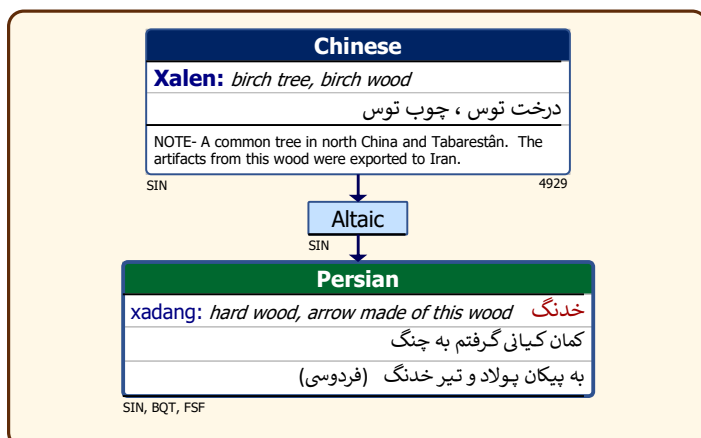 Chinese
Xalen: birch tree, birch wood
درخت توس ، چوب توس
NOTE- A common tree in north China and Tabarestân. The
artifacts from this wood were exported to Iran.
SIN 4929
Altaic
SIN
Persian
xadang: hard wood, arrow made of this wood خدنگ
کمان کیانی گرفتم به چنگ
به پیکان پولاد و تیر خدنگ (فردوسی)
SIN, BQT, FSF